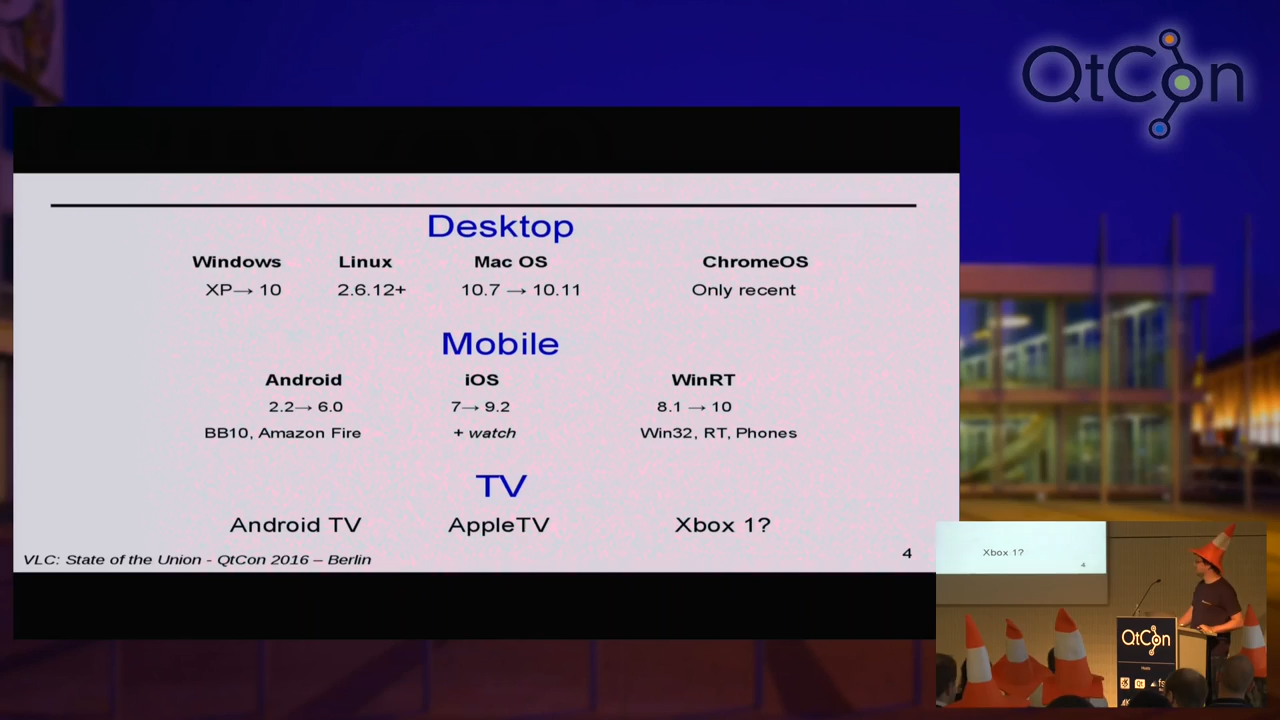 QtCon
Desktop
Windows Linux Mac OS ChromeOS
XP→ 10 2.6.12+ 10.7 → 10.11 Only recent
Mobile
Android iOS WinRT
2.2→ 6.0 7→ 9.2 8.1 → 10
BB10, Amazon Fire + watch Win32, RT, Phones
TV
Android TV AppleTV Xbox 1?
VLC: State of the Union - QtCon 2016 – Berlin 4
Xbox 1?
4
QtCon